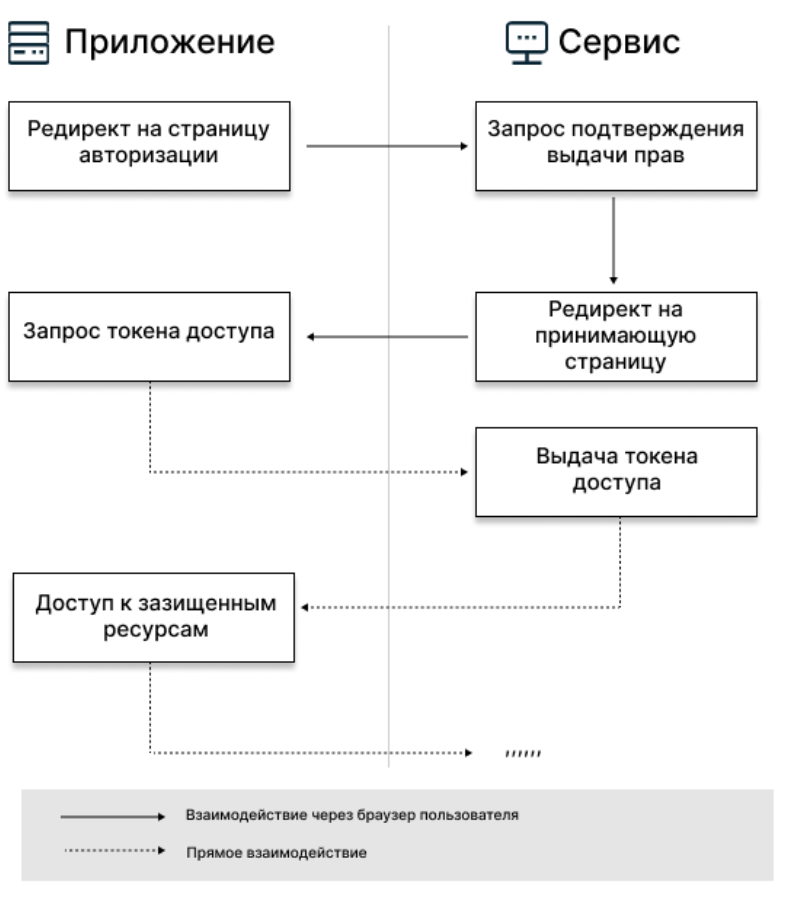 Приложение
Сервис
Редирект на страницу
авторизации
Запрос подтверждения
выдачи прав
Запрос токена доступа
Редирект на
принимающую
страницу
Выдача токена
доступа
Доступ к зазищенным
ресурсам
,,,,,,
Взаимодействие через браузер пользователя
Прямое взаимодействие